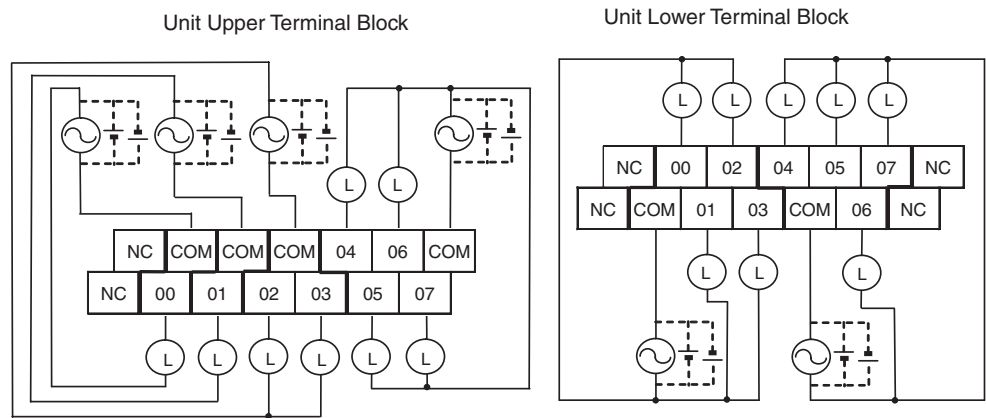 Unit Upper Terminal Block
L L
NC COM COM COM 04 06 COM
NC 00 01 02 03 05 07
L L L L L L
Unit Lower Terminal Block
L L L L L
NC 00 02 04 05 07 NC
NC COM 01 03 COM 06 NC
L L L